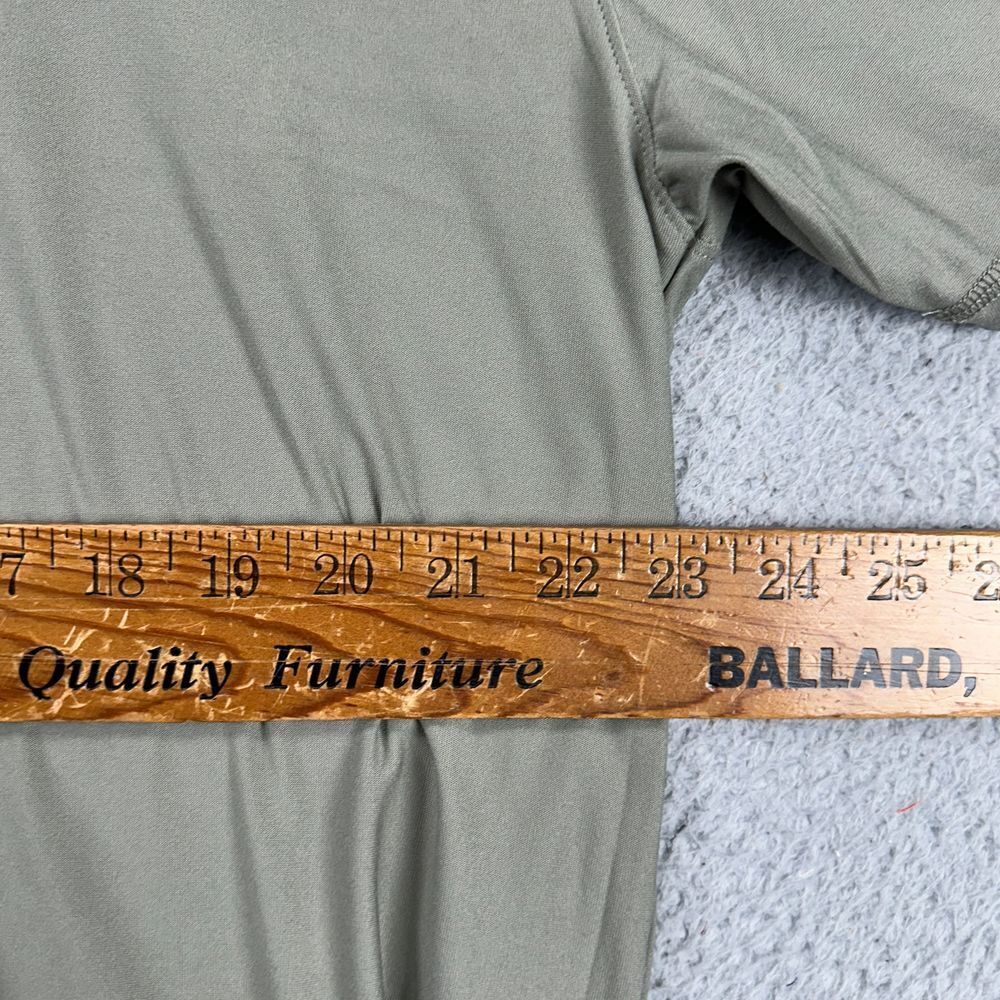 7 18 19 20 21 22 23 24 25 2
Quality Furniture BALLARD,